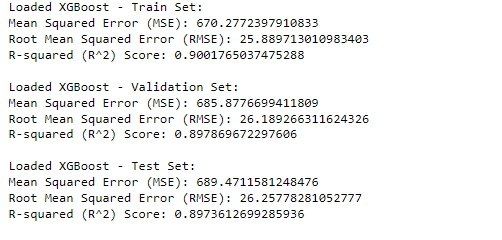 Loaded XGBoost - Train Set:
Mean Squared Error (MSE): 670.2772397910833
Root Mean Squared Error (RMSE): 25.889713010983403
R-squared (R^2) Score: 0.9001765037475288
Loaded XGBoost - Validation Set:
Mean Squared Error (MSE): 685.8776699411809
Root Mean Squared Error (RMSE): 26.189266311624326
R-squared (R^2) Score: 0.897869672297606
Loaded XGBoost - Test Set:
Mean Squared Error (MSE): 689.4711581248476
Root Mean Squared Error (RMSE): 26.25778281052777
R-squared (R^2) Score: 0.8973612699285936